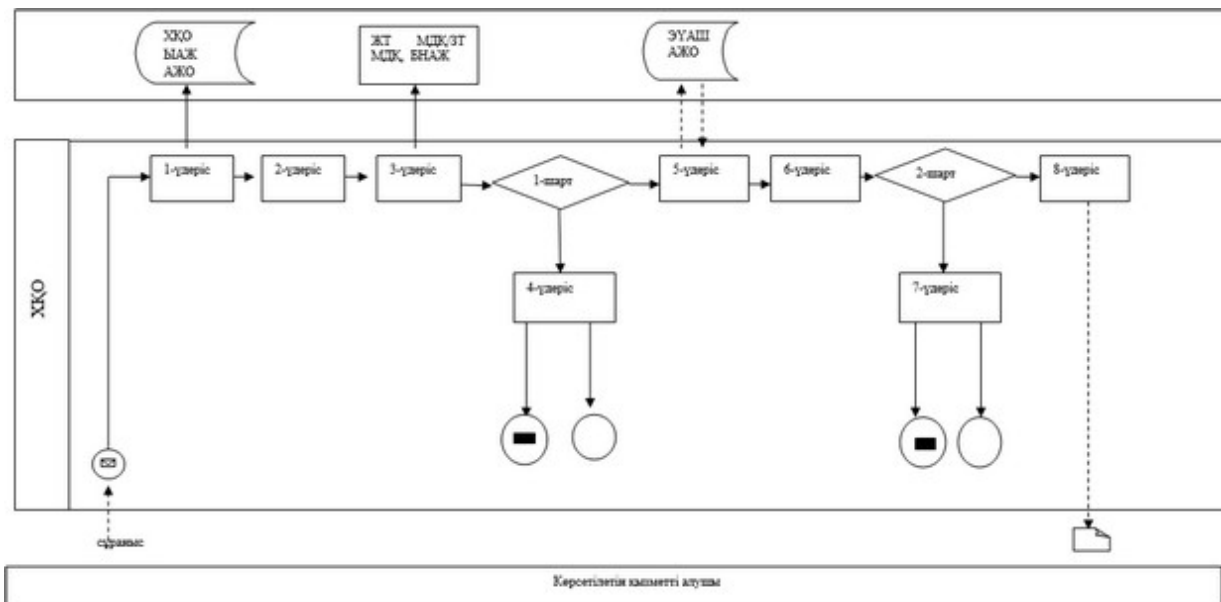 ХҚО
ЫАЖ
АЖО
ЖТ МДҚ/ЗТ
МДҚ, БНАЖ
ЭҮАШ
АЖО
ХҚО
1-үдеріс
2-үдеріс
3-үдеріс
1-шарт
5-үдеріс
6-үдеріс
2-шарт
8-үдеріс
4-үдеріс
7-үдеріс
сұраныс
Көрсетілетін қызметті алушы